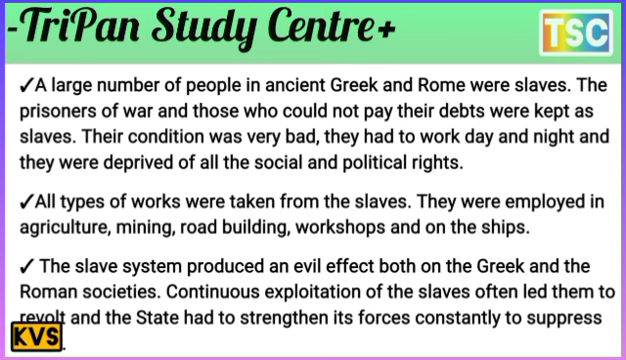 -TriPan Study Centre+
TSC
✓A large number of people in ancient Greek and Rome were slaves. The
prisoners of war and those who could not pay their debts were kept as
slaves. Their condition was very bad, they had to work day and night and
they were deprived of all the social and political rights.
✓All types of works were taken from the slaves. They were employed in
agriculture, mining, road building, workshops and on the ships.
✓ The slave system produced an evil effect both on the Greek and the
Roman societies. Continuous exploitation of the slaves often led them to
revolt and the State had to strengthen its forces constantly to suppress
KVS